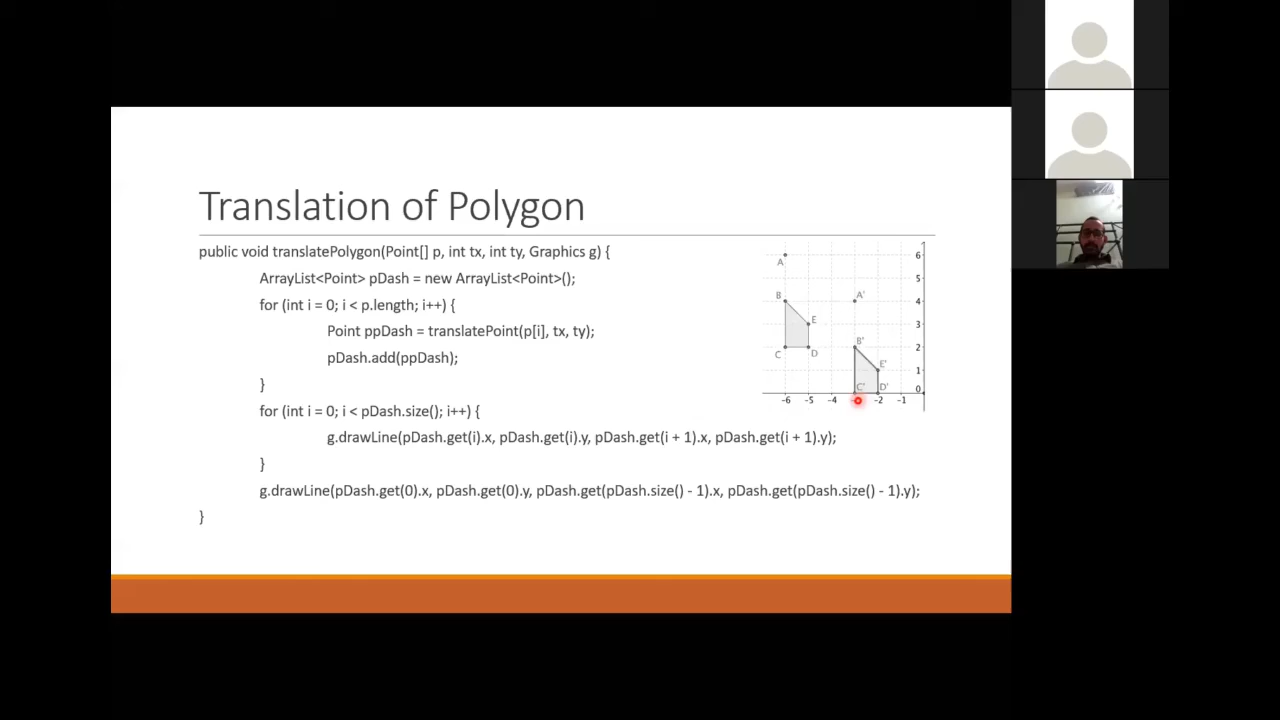 Translation of Polygon
public void translatePolygon(Point[] p, int tx, int ty, Graphics g) {
ArrayList<Point> pDash = new ArrayList<Point>();
for (int i = 0; i < p.length; i++) {
Point ppDash = translatePoint(p[i], tx, ty);
pDash.add(ppDash);
}
for (int i = 0; i < pDash.size(); i++) {
g.drawLine(pDash.get(i).x, pDash.get(i).y, pDash.get(i + 1).x, pDash.get(i + 1).y);
}
g.drawLine(pDash.get(0).x, pDash.get(0).y, pDash.get(pDash.size() - 1).x, pDash.get(pDash.size() - 1).y);
}
A
6
5
B
A'
4
E
3
C
D
B'
2
E'
1
C'
D'
0
-6 -5 -4 -2 -1